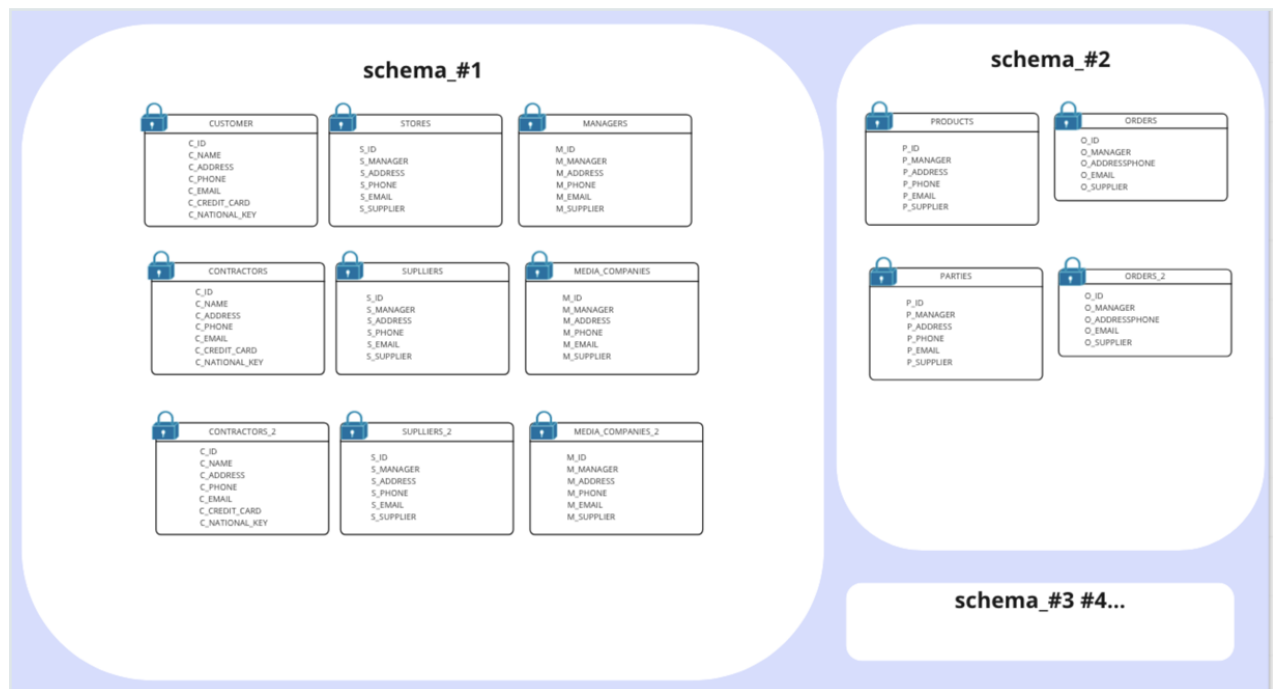 schema_#1
CUSTOMER
C_ID
C_NAME
C_ADDRESS
C_PHONE
C_EMAIL
C_CREDIT_CARD
C_NATIONAL_KEY
STORES
S_ID
S_MANAGER
S_ADDRESS
S_PHONE
S_EMAIL
S_SUPPLIER
MANAGERS
M_ID
M_MANAGER
M_ADDRESS
M_PHONE
M_EMAIL
M_SUPPLIER
CONTRACTORS
C_ID
C_NAME
C_ADDRESS
C_PHONE
C_EMAIL
C_CREDIT_CARD
C_NATIONAL_KEY
SUPLLIERS
S_ID
S_MANAGER
S_ADDRESS
S_PHONE
S_EMAIL
S_SUPPLIER
MEDIA_COMPANIES
M_ID
M_MANAGER
M_ADDRESS
M_PHONE
M_EMAIL
M_SUPPLIER
CONTRACTORS_2
C_ID
C_NAME
C_ADDRESS
C_PHONE
C_EMAIL
C_CREDIT_CARD
C_NATIONAL_KEY
SUPLLIERS_2
S_ID
S_MANAGER
S_ADDRESS
S_PHONE
S_EMAIL
S_SUPPLIER
MEDIA_COMPANIES_2
M_ID
M_MANAGER
M_ADDRESS
M_PHONE
M_EMAIL
M_SUPPLIER
schema_#2
PRODUCTS
P_ID
P_MANAGER
P_ADDRESS
P_PHONE
P_EMAIL
P_SUPPLIER
ORDERS
O_ID
O_MANAGER
O_ADDRESSPHONE
O_EMAIL
O_SUPPLIER
PARTIES
P_ID
P_MANAGER
P_ADDRESS
P_PHONE
P_EMAIL
P_SUPPLIER
ORDERS_2
O_ID
O_MANAGER
O_ADDRESSPHONE
O_EMAIL
O_SUPPLIER
schema_#3 #4...